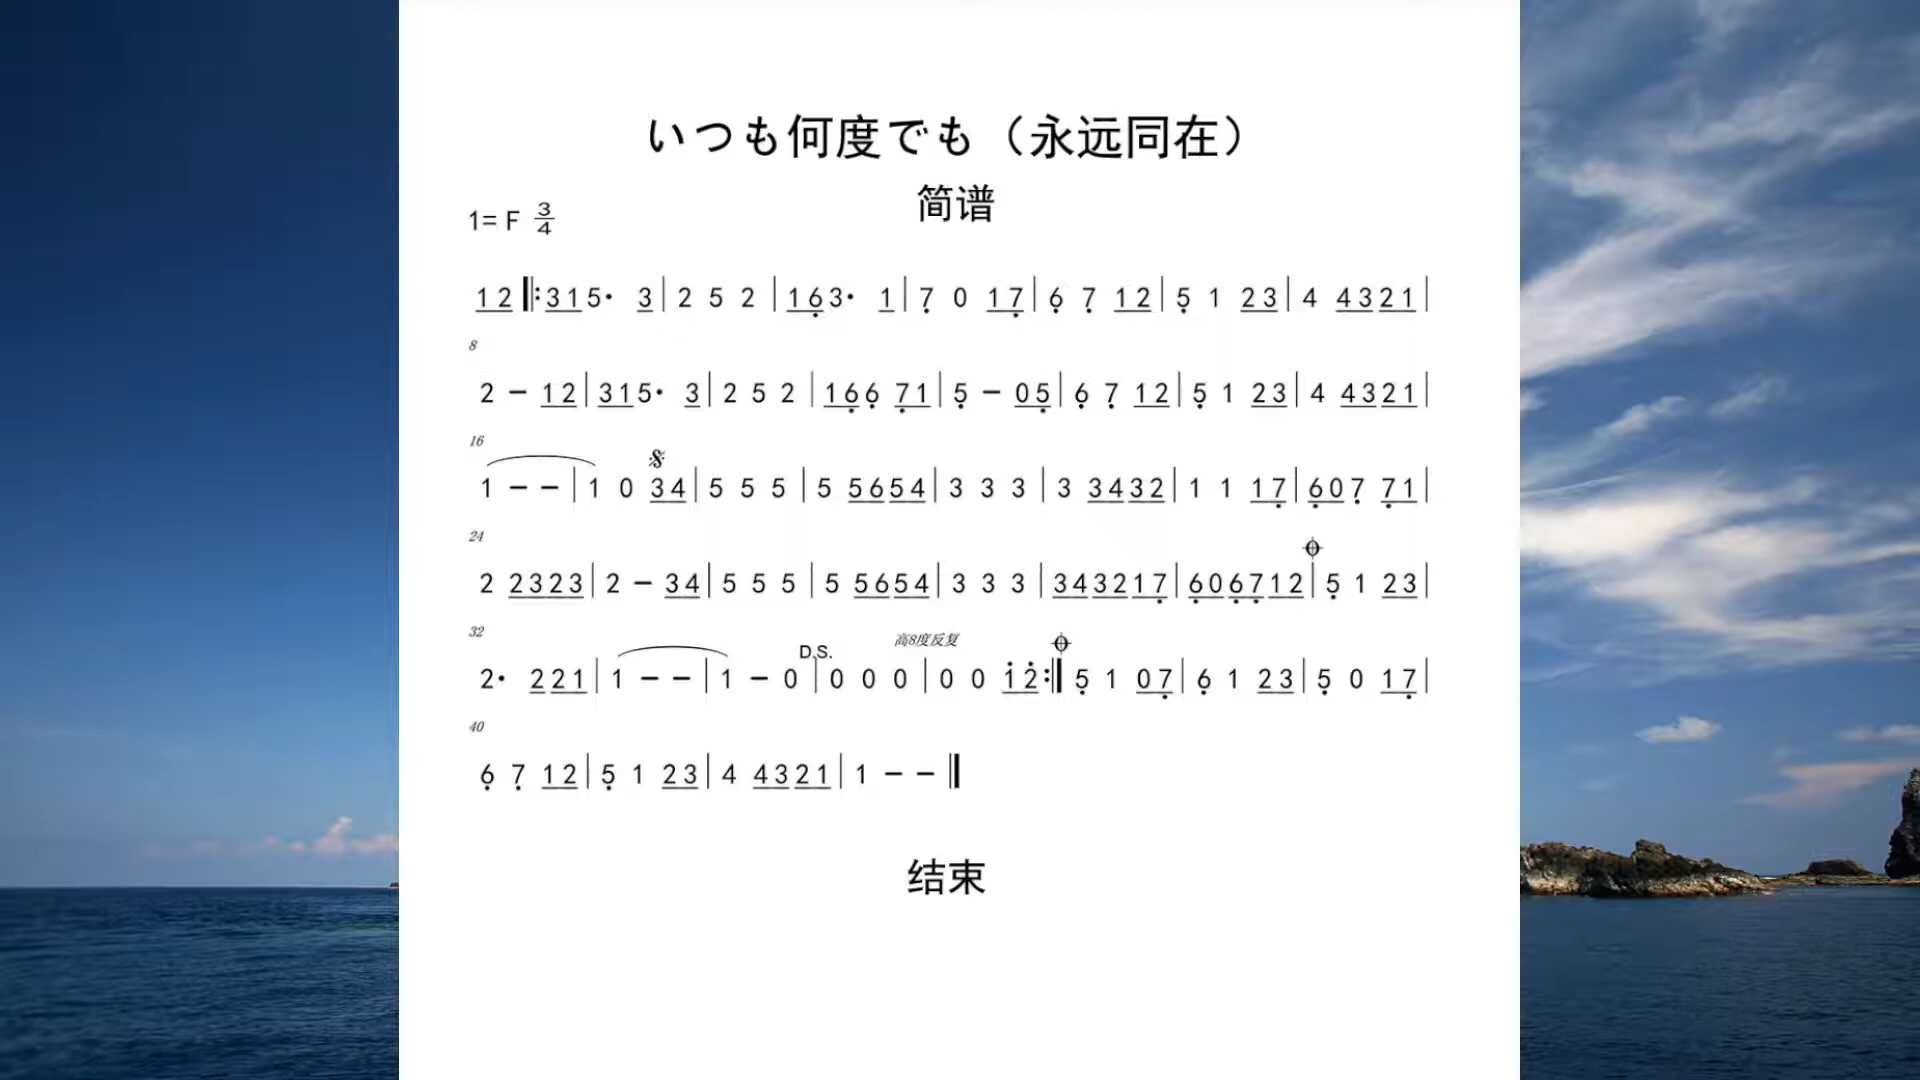 いつも何度でも（永远同在）
简谱
1= F 3/4
1 2 ‖: 3 1 5· 3 | 2 5 2 | 1 6̣ 3· 1 | 7̣ 0 1 7̣ | 6̣ 7̣ 1 2 | 5̣ 1 2 3 | 4 4 3 2 1 |
8
2 – 1 2 | 3 1 5· 3 | 2 5 2 | 1 6̣ 6̣ 7̣ 1 | 5̣ – 0 5̣ | 6̣ 7̣ 1 2 | 5̣ 1 2 3 | 4 4 3 2 1 |
16
1 – – | 1 0 3 4 | 5 5 5 | 5 5 6 5 4 | 3 3 3 | 3 3 4 3 2 | 1 1 1 7̣ | 6̣ 0 7̣ 7̣ 1 |
24
2 2 3 2 3 | 2 – 3 4 | 5 5 5 | 5 5 6 5 4 | 3 3 3 | 3 4 3 2 1 7̣ | 6̣ 0 6̣ 7̣ 1 2 | 5̣ 1 2 3 |
32
D.S.
高8度反复
2· 2 2 1 | 1 – – | 1 – 0 | 0 0 0 | 0 0 1̇ 2̇ :‖ 5̣ 1 0 7̣ | 6̣ 1 2 3 | 5̣ 0 1 7̣ |
40
6̣ 7̣ 1 2 | 5̣ 1 2 3 | 4 4 3 2 1 | 1 – – ‖
结束